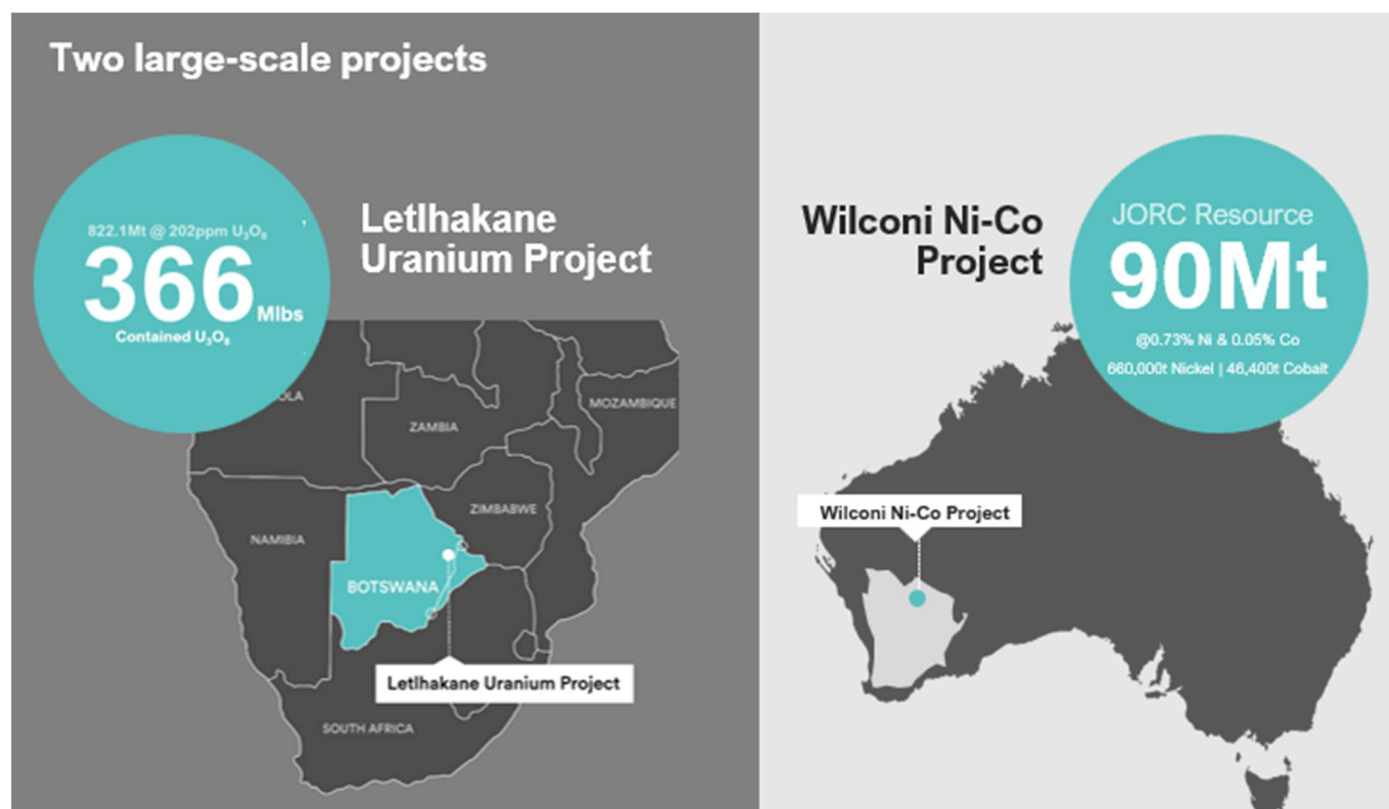 Two large-scale projects
822.1Mt @ 202ppm U₃O₈
366 Mlbs
Contained U₃O₈
Letlhakane
Uranium Project
MOZAMBIQUE
ZAMBIA
ZIMBABWE
NAMIBIA
BOTSWANA
Letlhakane Uranium Project
SOUTH AFRICA
Wilconi Ni-Co
Project
JORC Resource
90Mt
@0.73% Ni & 0.05% Co
660,000t Nickel | 46,400t Cobalt
Wilconi Ni-Co Project